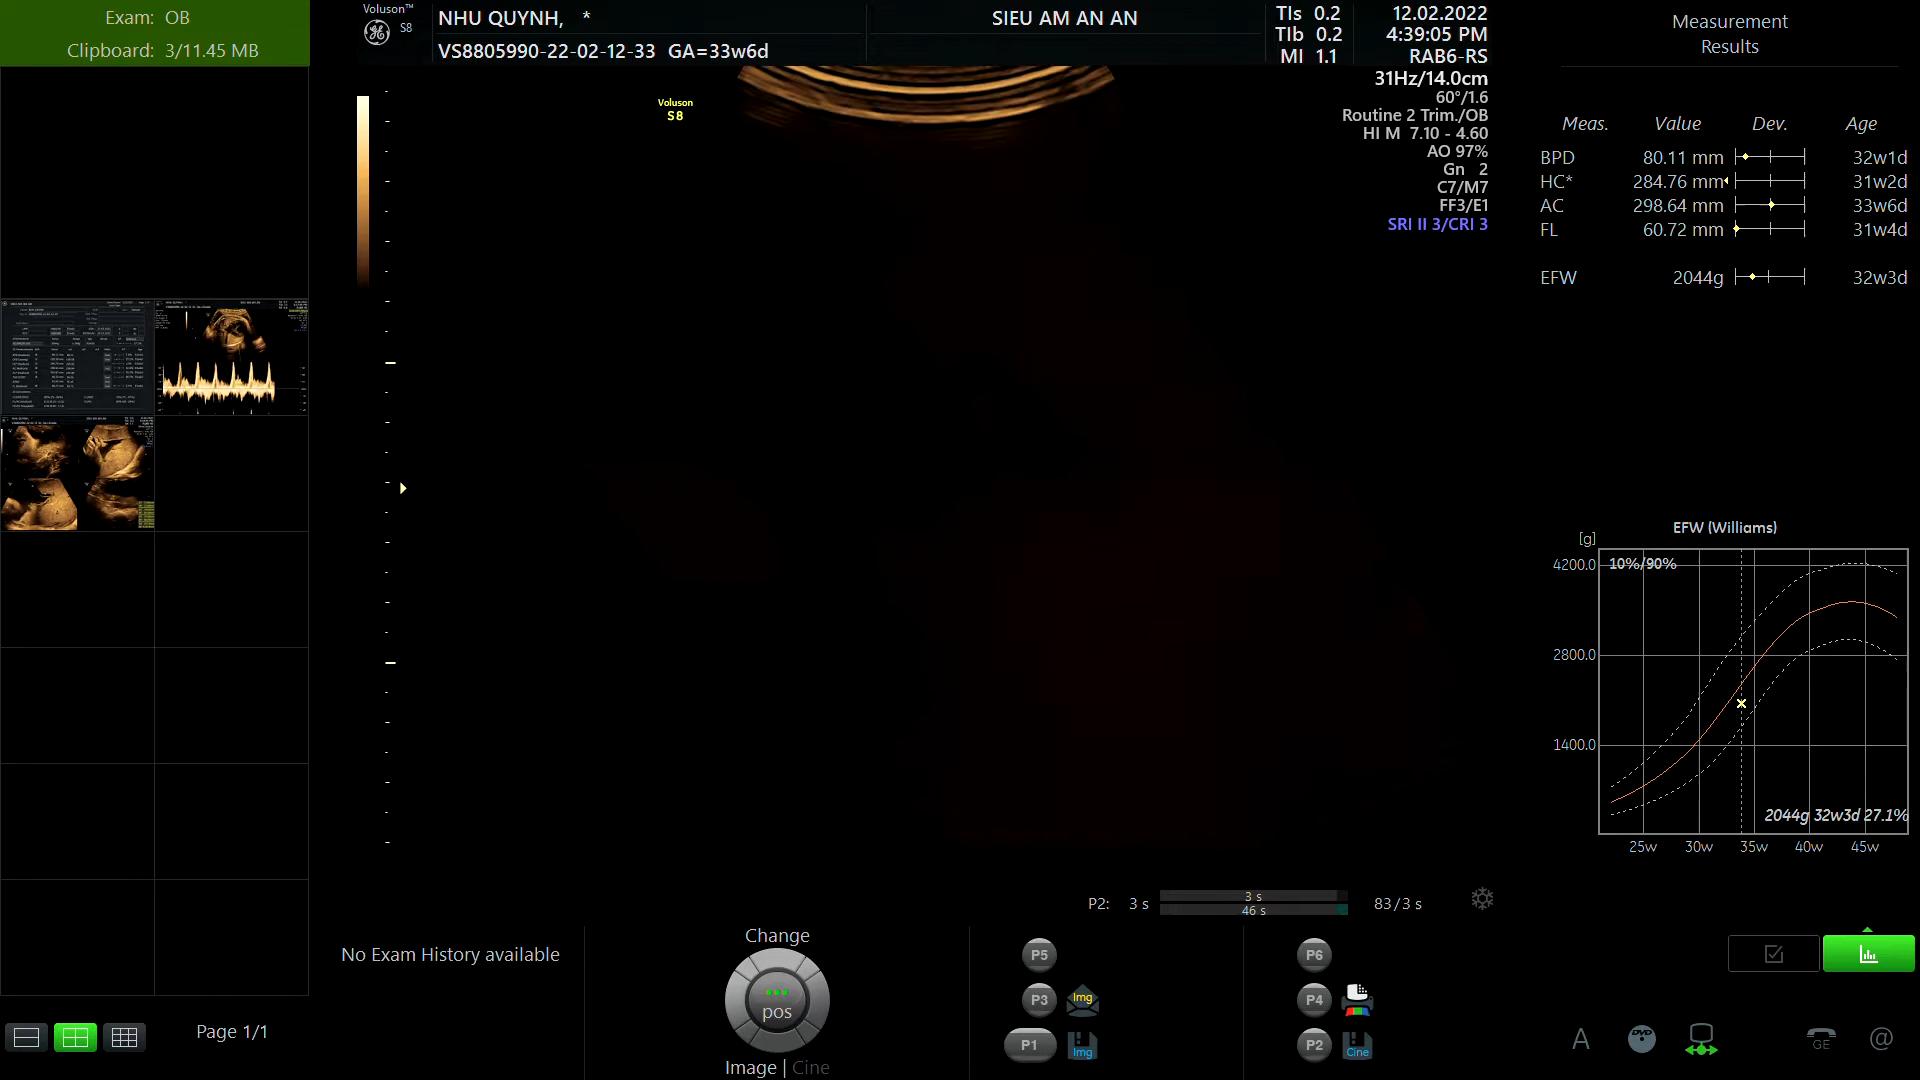 Exam: OB
Clipboard: 3/11.45 MB
Voluson™
S8
NHU QUYNH, *
SIEU AM AN AN
VS8805990-22-02-12-33 GA=33w6d
TIs 0.2
TIb 0.2
MI 1.1
12.02.2022
4:39:05 PM
RAB6-RS
31Hz/14.0cm
60°/1.6
Routine 2 Trim./OB
HI M 7.10 - 4.60
AO 97%
Gn 2
C7/M7
FF3/E1
SRI II 3/CRI 3
Voluson
S8
Measurement
Results
Meas. Value Dev. Age
BPD 80.11 mm 32w1d
HC* 284.76 mm 31w2d
AC 298.64 mm 33w6d
FL 60.72 mm 31w4d
EFW 2044g 32w3d
EFW (Williams)
[g]
10%/90%
4200.0
2800.0
1400.0
2044g 32w3d 27.1%
25w 30w 35w 40w 45w
P2: 3 s
3 s
46 s
83/3 s
No Exam History available
Change
pos
Image | Cine
P5
P3 Img
P1 Img
P6
P4
P2 Cine
Page 1/1
A
DVD
GE
@